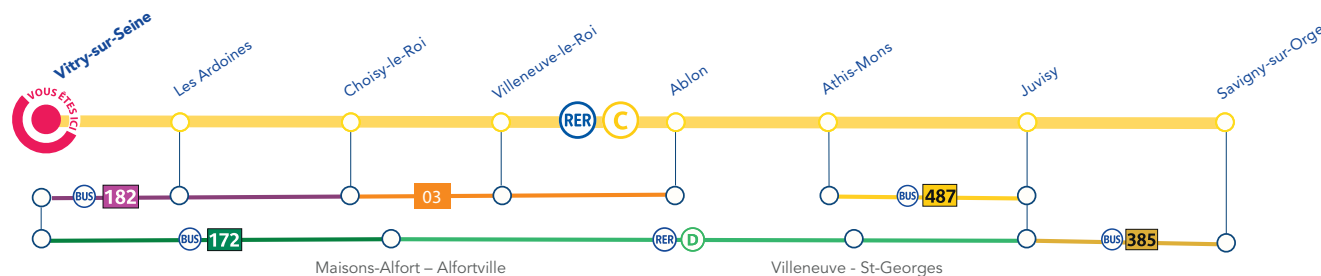 Vitry-sur-Seine
Les Ardoines
Choisy-le-Roi
Villeneuve-le-Roi
Ablon
Athis-Mons
Juvisy
Savigny-sur-Orge
VOUS ÊTES ICI
RER C
BUS 182
03
BUS 487
BUS 172
RER D
BUS 385
Maisons-Alfort – Alfortville
Villeneuve - St-Georges